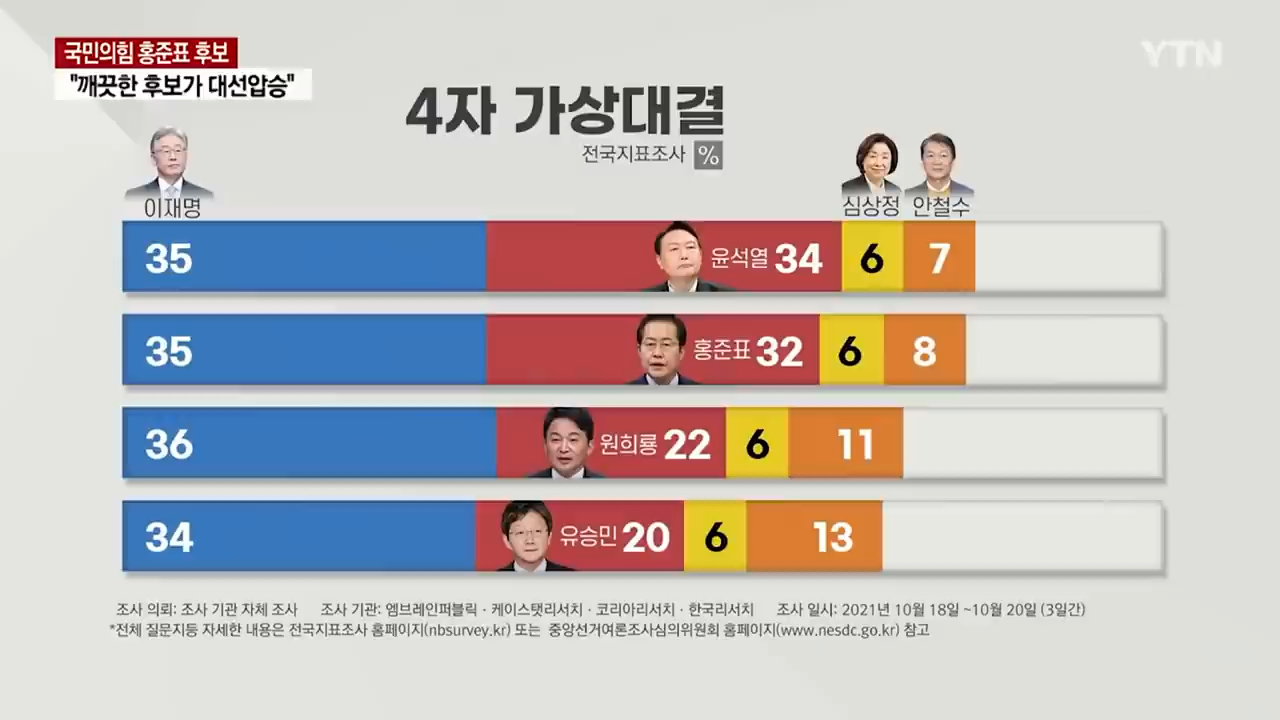 국민의힘 홍준표 후보
"깨끗한 후보가 대선압승"
YTN
4자 가상대결
전국지표조사 %
이재명
심상정 안철수
35 윤석열 34 6 7
35 홍준표 32 6 8
36 원희룡 22 6 11
34 유승민 20 6 13
조사 의뢰: 조사 기관 자체 조사 조사 기관: 엠브레인퍼블릭 · 케이스탯리서치 · 코리아리서치 · 한국리서치 조사 일시: 2021년 10월 18일 ~10월 20일 (3일간)
*전체 질문지등 자세한 내용은 전국지표조사 홈페이지(nbsurvey.kr) 또는 중앙선거여론조사심의위원회 홈페이지(www.nesdc.go.kr) 참고